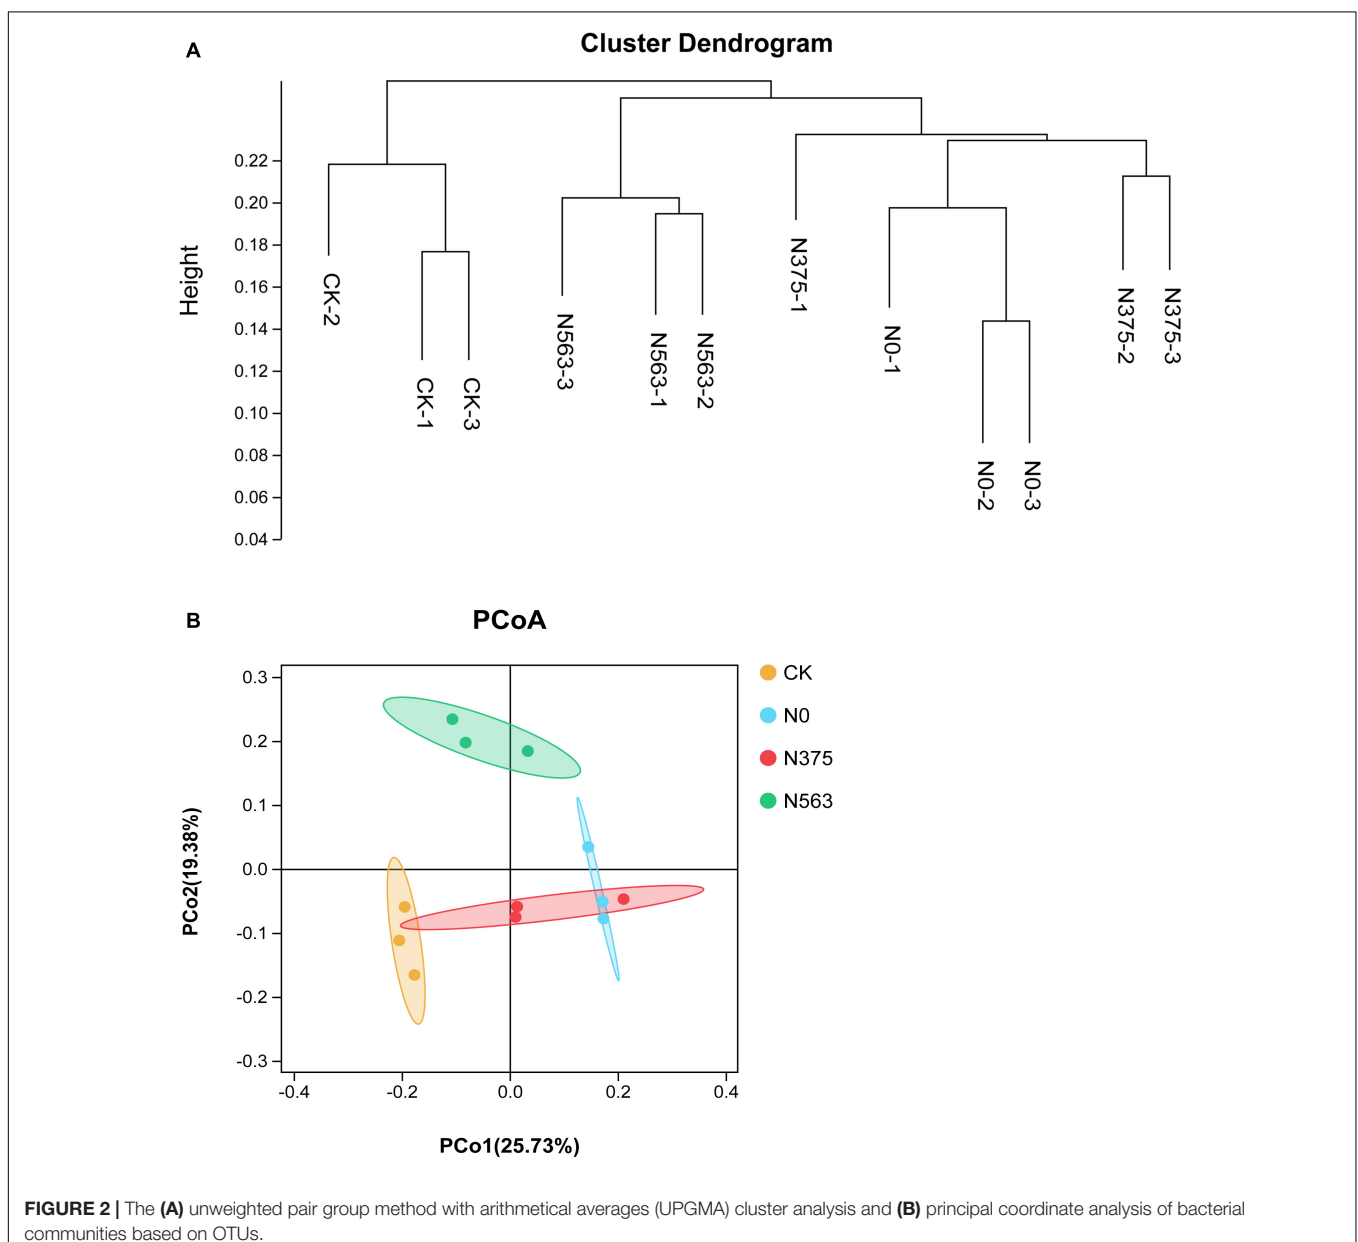 A
Cluster Dendrogram
Height
0.22
0.20
0.18
0.16
0.14
0.12
0.10
0.08
0.06
0.04
CK-2
CK-1
CK-3
N563-3
N563-1
N563-2
N375-1
N0-1
N0-2
N0-3
N375-2
N375-3
B
PCoA
PCo2(19.38%)
0.3
0.2
0.1
0.0
-0.1
-0.2
-0.3
-0.4
-0.2
0.0
0.2
0.4
PCo1(25.73%)
CK
N0
N375
N563
FIGURE 2 | The (A) unweighted pair group method with arithmetical averages (UPGMA) cluster analysis and (B) principal coordinate analysis of bacterial
communities based on OTUs.